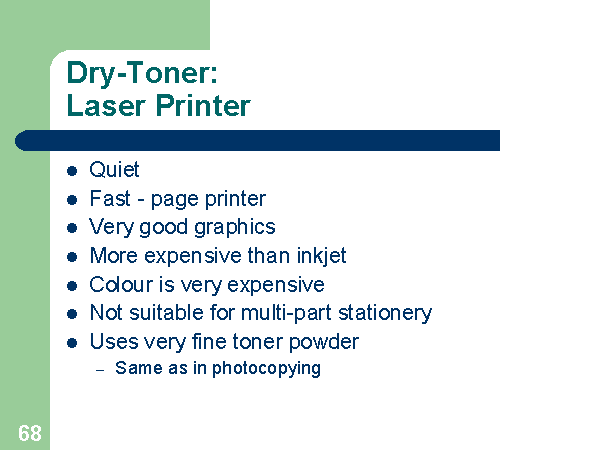 Dry-Toner:
Laser Printer
● Quiet
● Fast - page printer
● Very good graphics
● More expensive than inkjet
● Colour is very expensive
● Not suitable for multi-part stationery
● Uses very fine toner powder
– Same as in photocopying
68